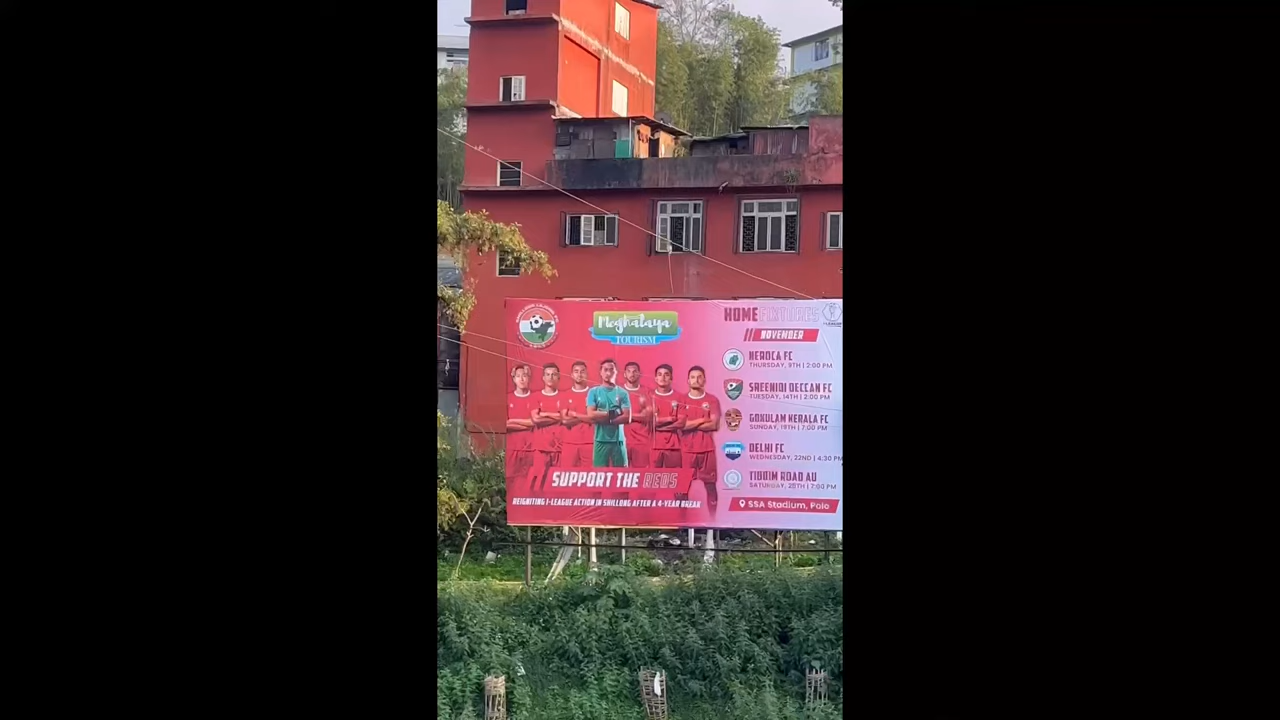 Meghalaya
TOURISM
SUPPORT THE REDS
REIGNITING I-LEAGUE ACTION IN SHILLONG AFTER A 4-YEAR BREAK
HOME FIXTURES
NOVEMBER
NEROCA FC
THURSDAY, 9TH | 2:00 PM
SREENIDI DECCAN FC
TUESDAY, 14TH | 2:00 PM
GOKULAM KERALA FC
SUNDAY, 19TH | 7:00 PM
DELHI FC
WEDNESDAY, 22ND | 4:30 PM
TIDDIM ROAD AU
SATURDAY, 25TH | 7:00 PM
SSA Stadium, Polo